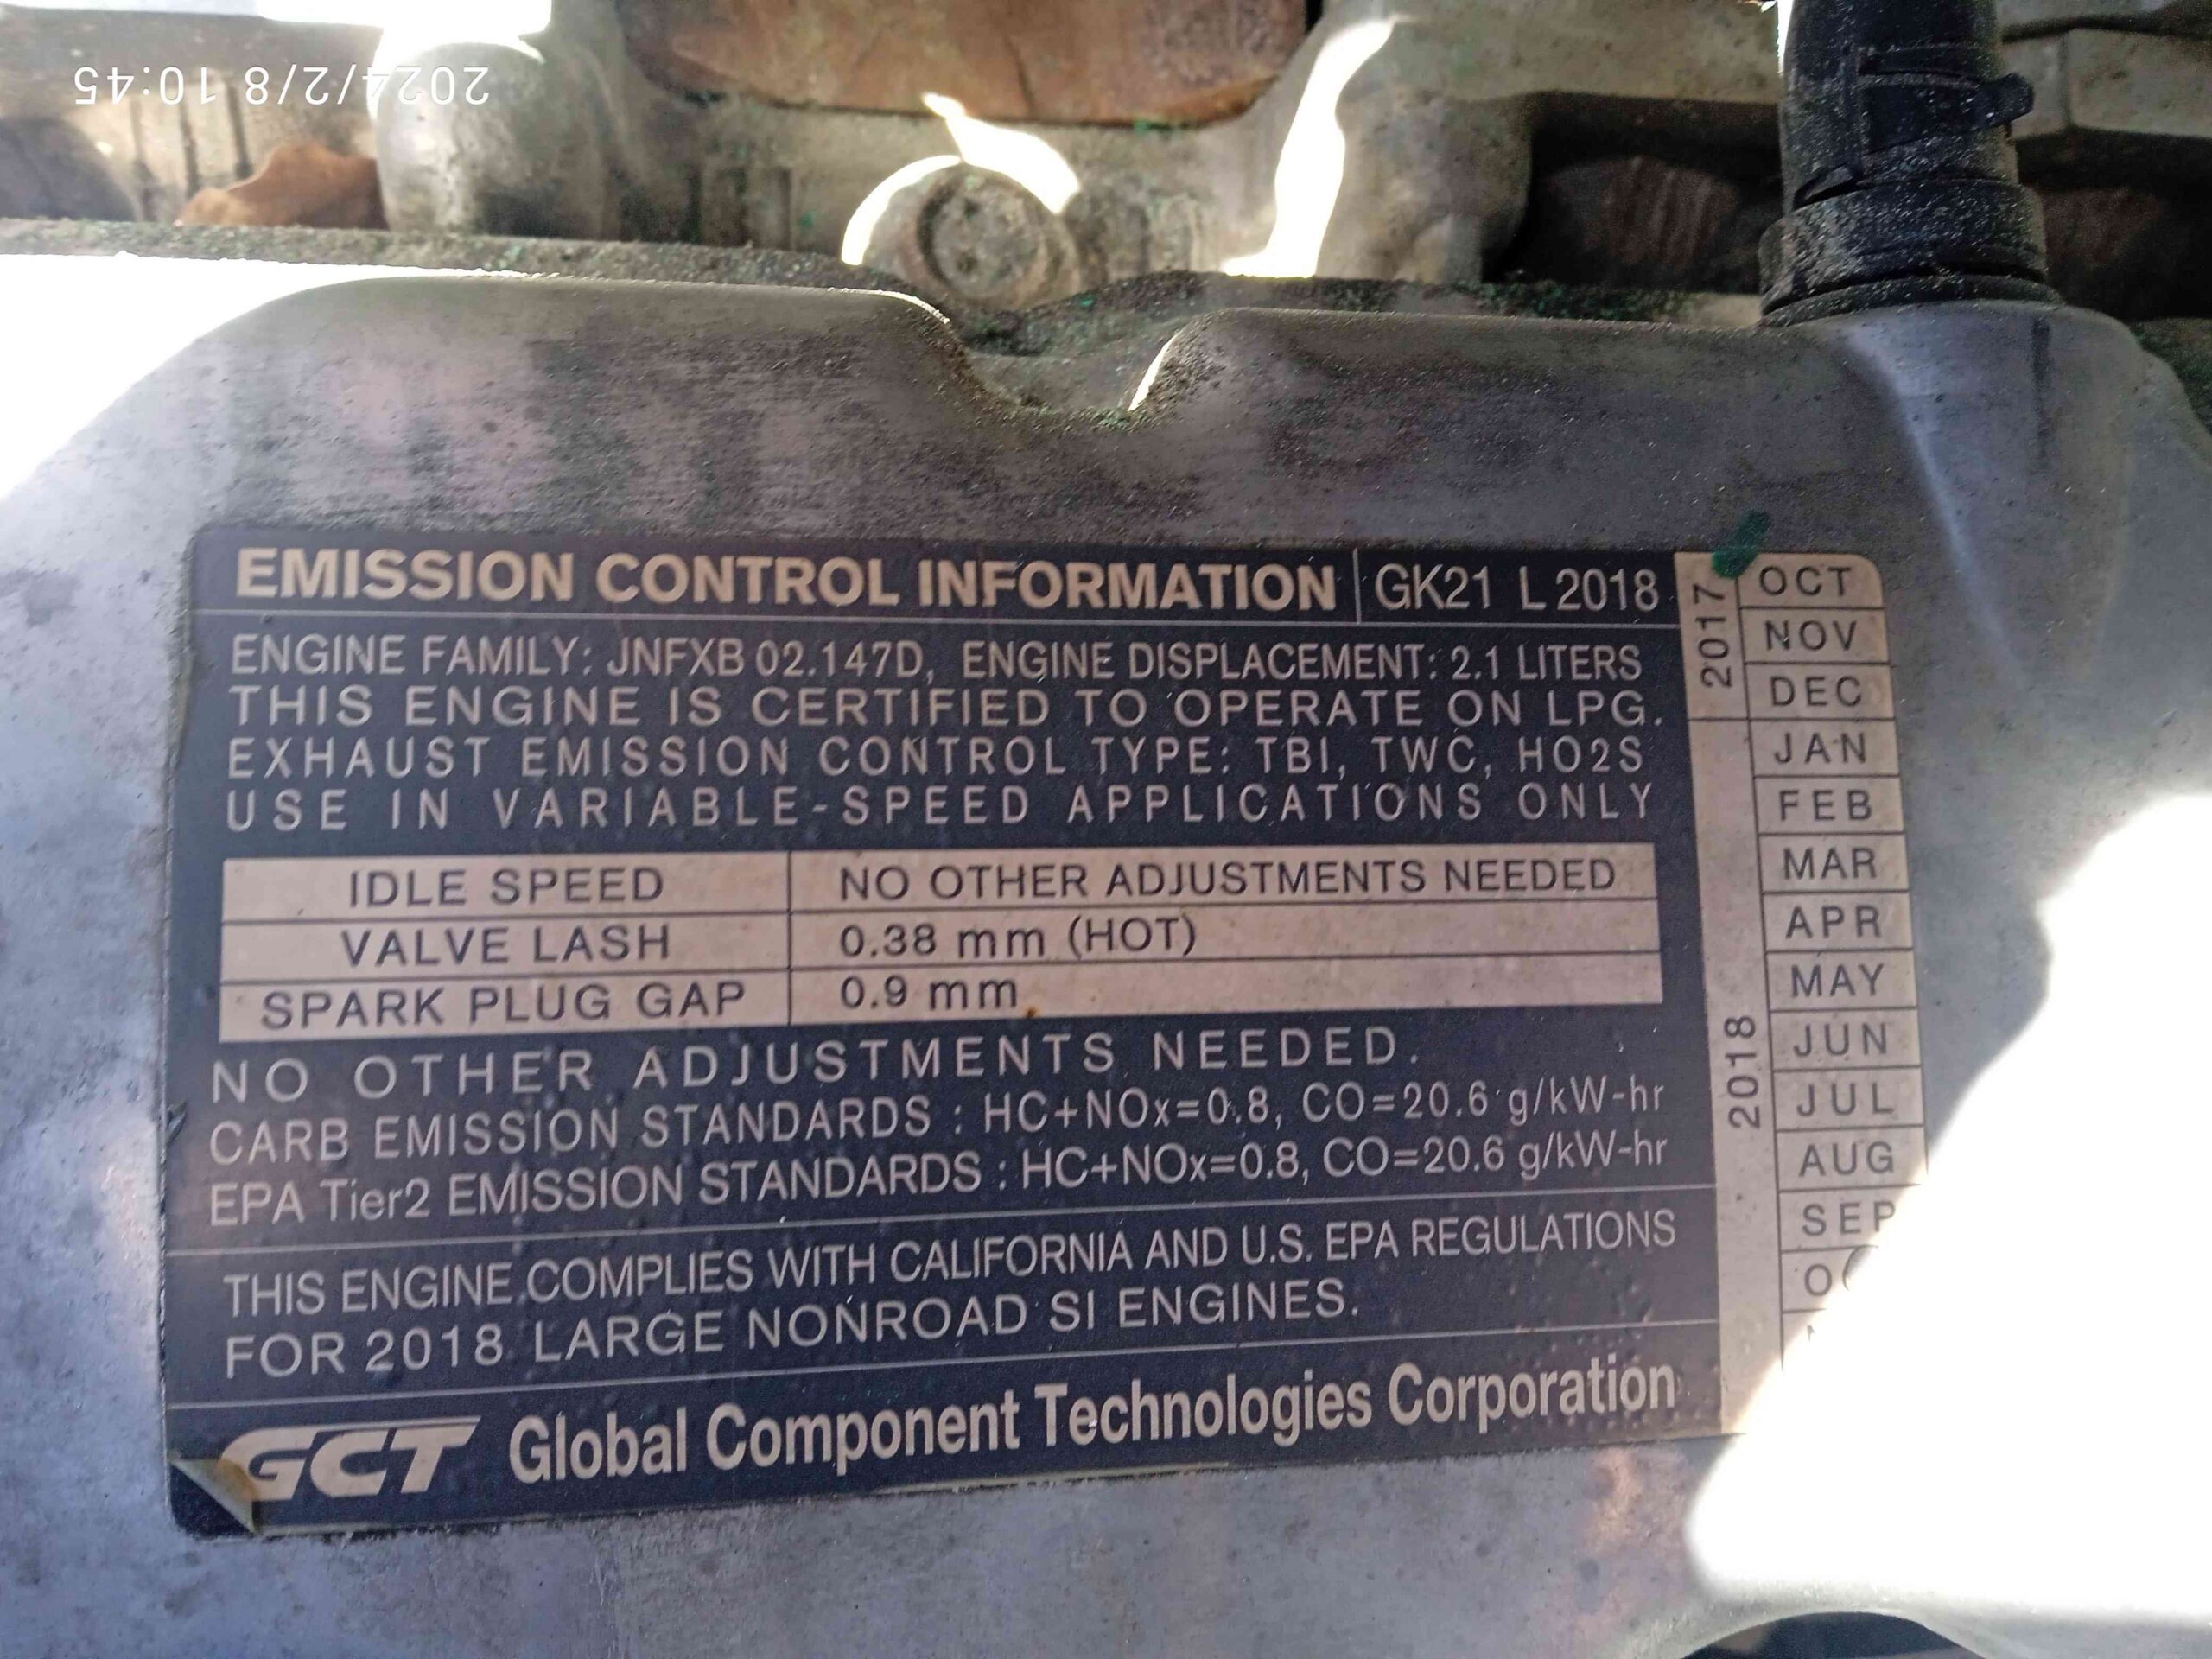 2024/2/8 10:45
EMISSION CONTROL INFORMATION GK21 L 2018
ENGINE FAMILY: JNFXB 02.147D, ENGINE DISPLACEMENT: 2.1 LITERS
THIS ENGINE IS CERTIFIED TO OPERATE ON LPG.
EXHAUST EMISSION CONTROL TYPE: TBI, TWC, HO2S
USE IN VARIABLE-SPEED APPLICATIONS ONLY
IDLE SPEED NO OTHER ADJUSTMENTS NEEDED
VALVE LASH 0.38 mm (HOT)
SPARK PLUG GAP 0.9 mm
NO OTHER ADJUSTMENTS NEEDED.
CARB EMISSION STANDARDS : HC+NOx=0.8, CO=20.6 g/kW-hr
EPA Tier2 EMISSION STANDARDS : HC+NOx=0.8, CO=20.6 g/kW-hr
THIS ENGINE COMPLIES WITH CALIFORNIA AND U.S. EPA REGULATIONS
FOR 2018 LARGE NONROAD SI ENGINES.
GCT Global Component Technologies Corporation
2017
OCT
NOV
DEC
2018
JAN
FEB
MAR
APR
MAY
JUN
JUL
AUG
SEP